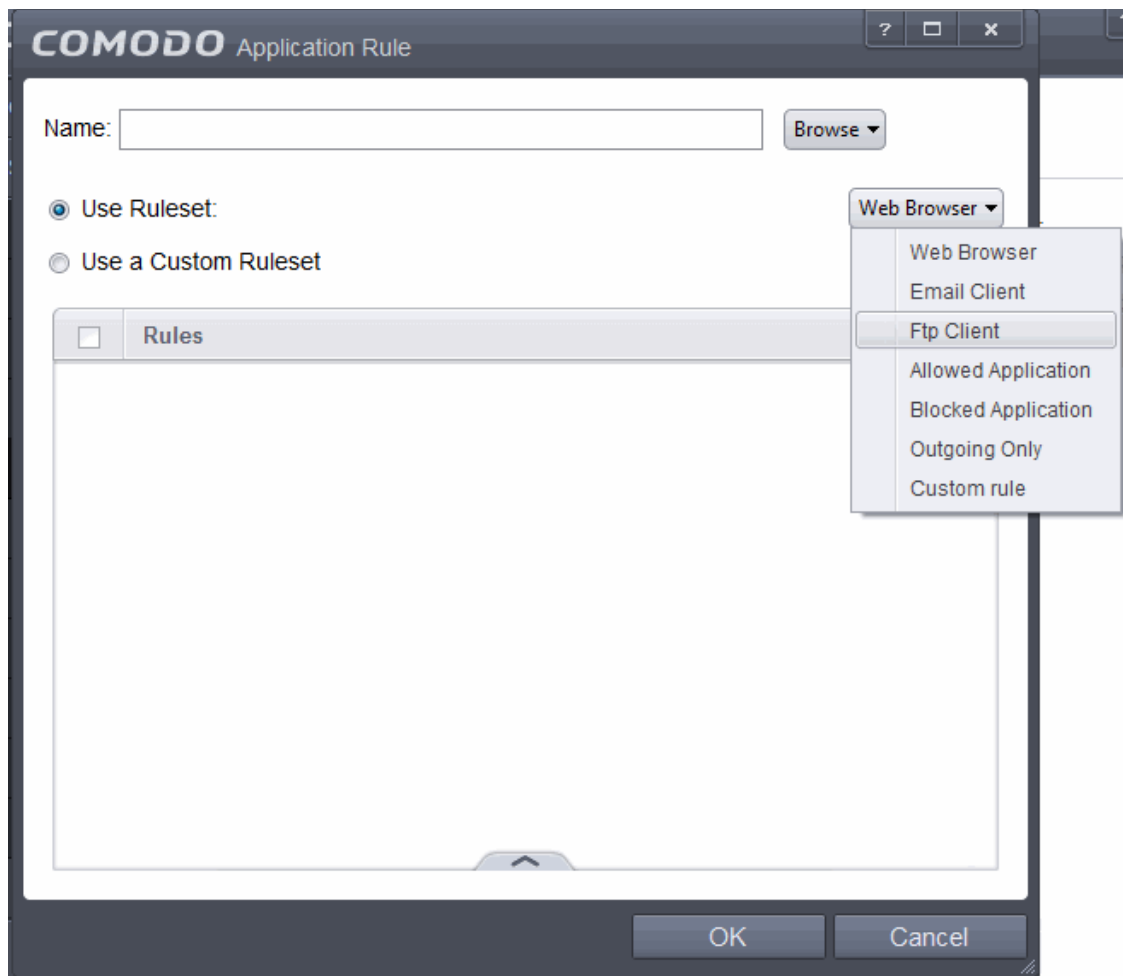 COMODO Application Rule
?
Name:
Browse
Use Ruleset:
Web Browser
Use a Custom Ruleset
Web Browser
Email Client
Ftp Client
Allowed Application
Blocked Application
Outgoing Only
Custom rule
Rules
OK
Cancel